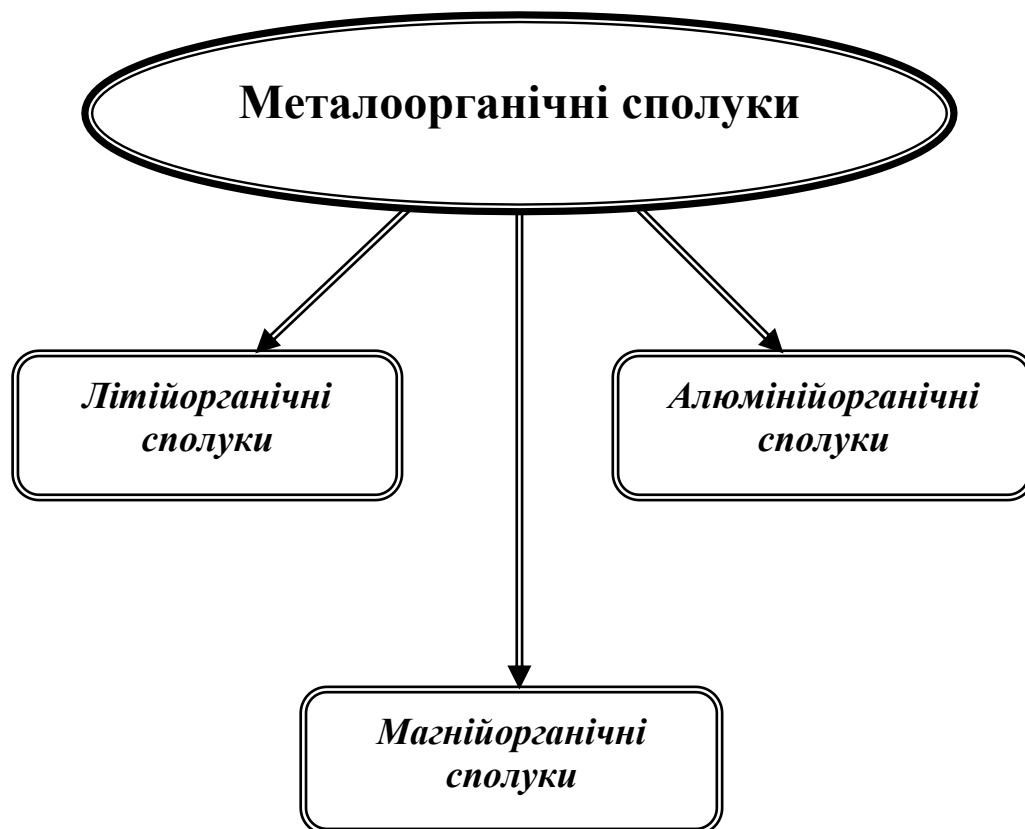 Металоорганічні сполуки
Літійорганічні
сполуки
Алюмінійорганічні
сполуки
Магнійорганічні
сполуки